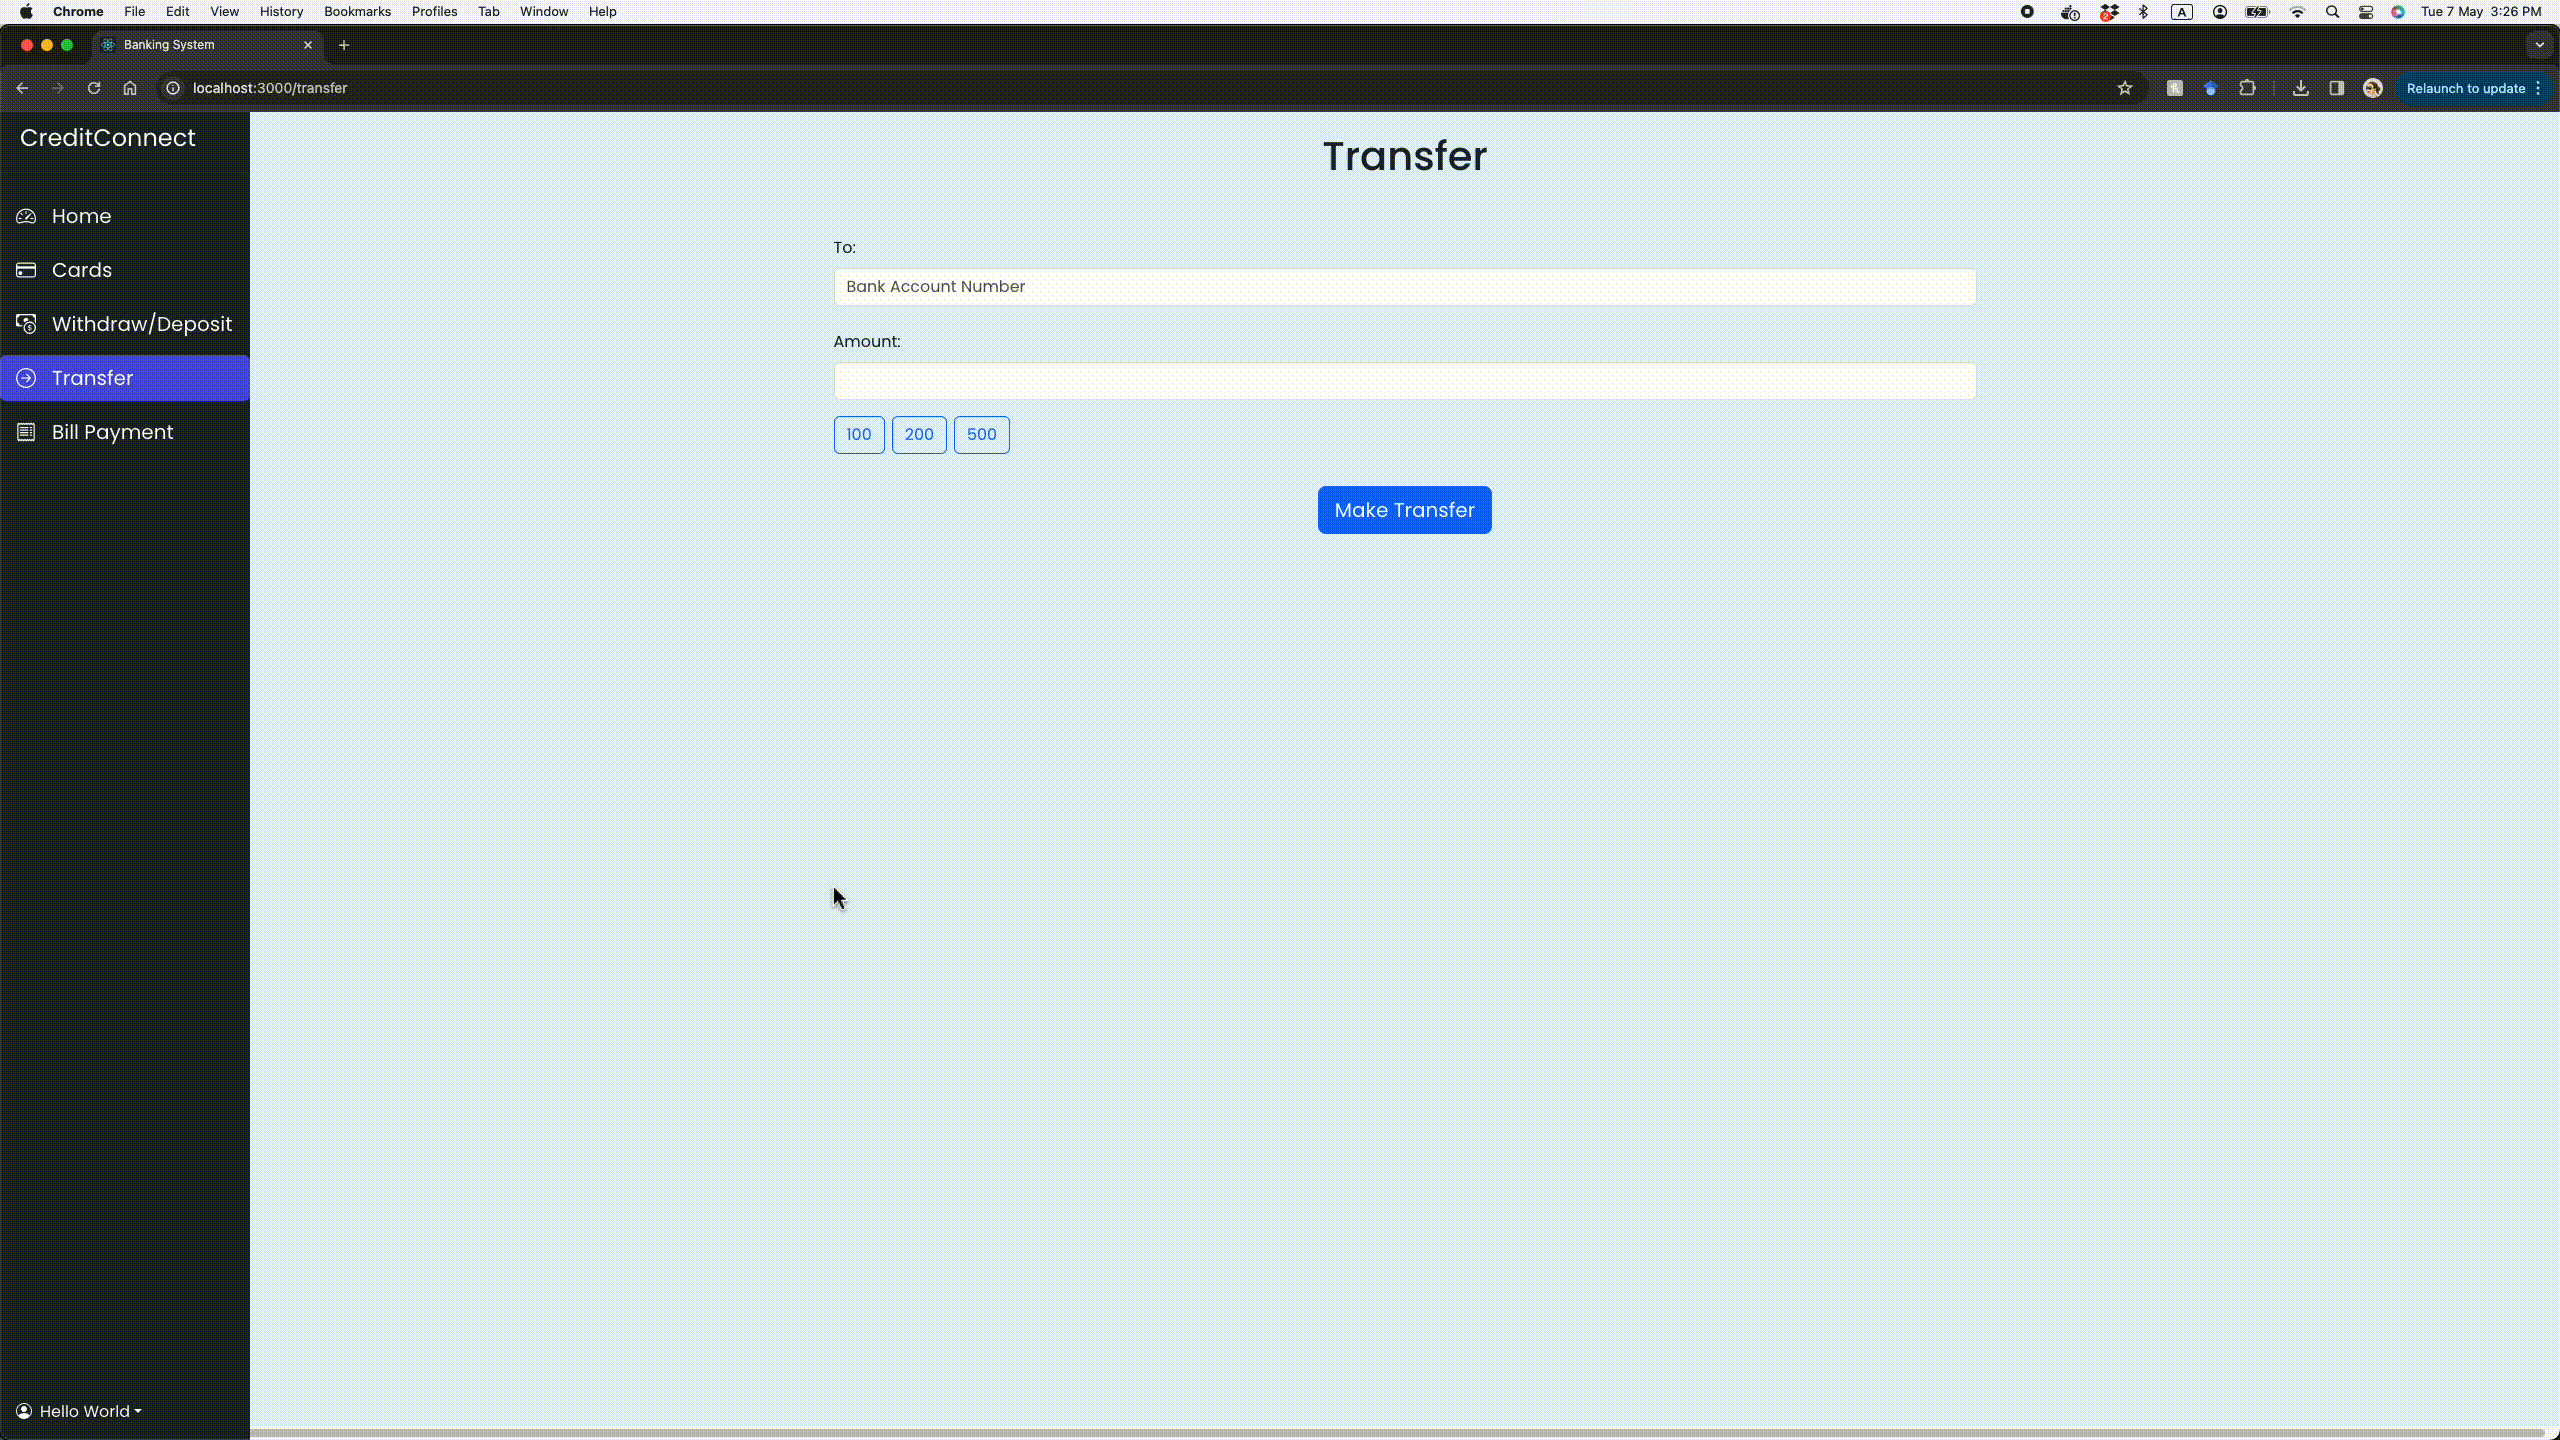 Chrome File Edit View History Bookmarks Profiles Tab Window Help A Tue 7 May 3:26 PM
Banking System
localhost:3000/transfer Relaunch to update
CreditConnect
Home
Cards
Withdraw/Deposit
Transfer
Bill Payment
Hello World
Transfer
To:
Bank Account Number
Amount:
100 200 500
Make Transfer